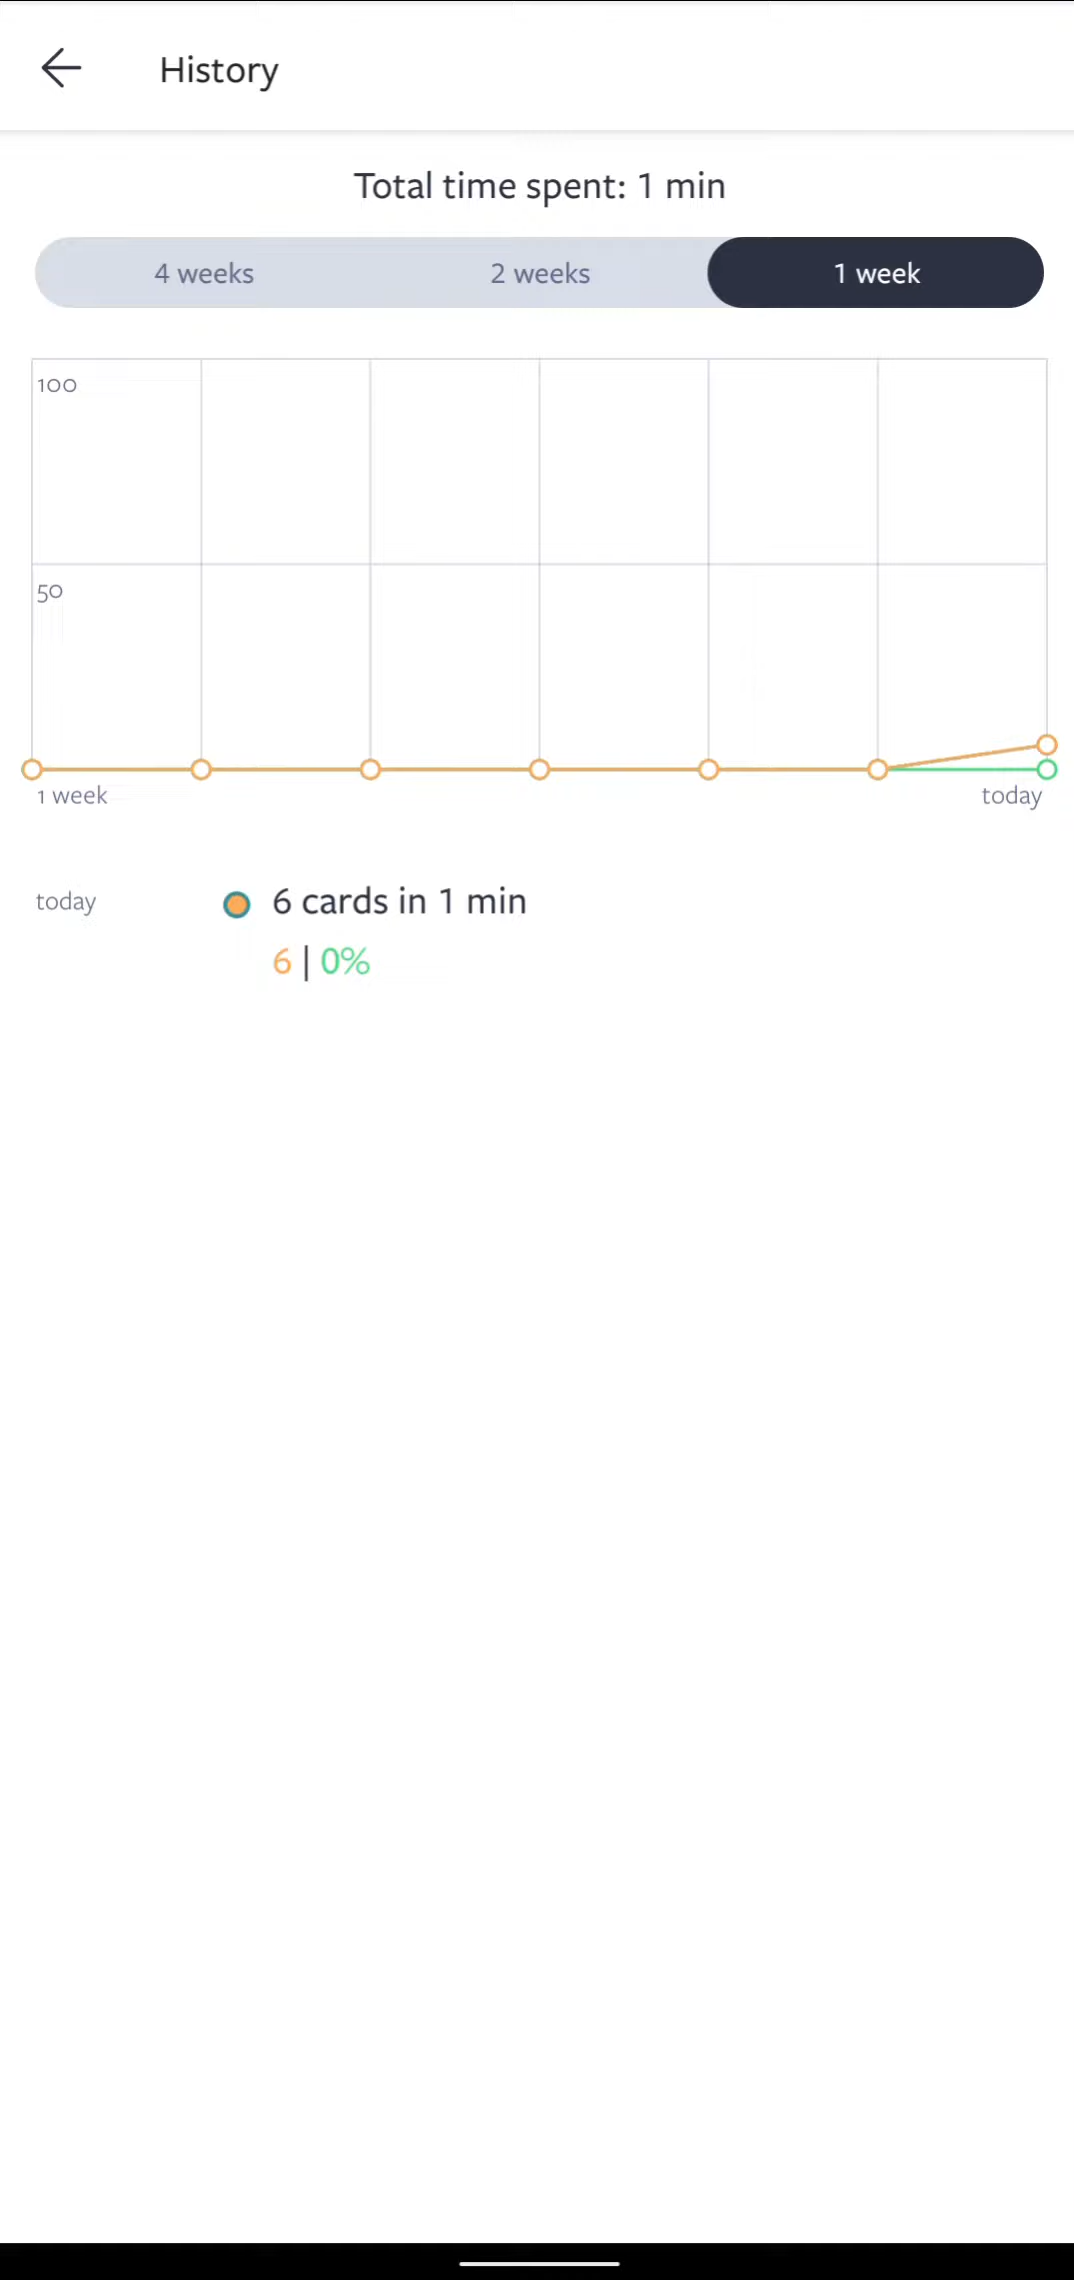 History
Total time spent: 1 min
4 weeks 2 weeks 1 week
100
50
1 week today
today 6 cards in 1 min
6 | 0%